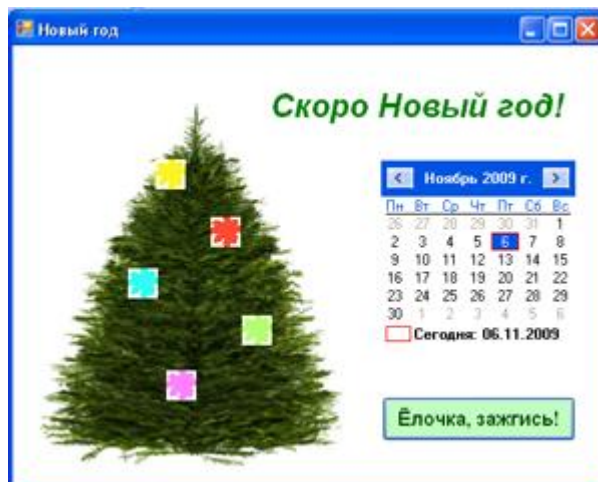 Новый год
Скоро Новый год!
Ноябрь 2009 г.
Пн Вт Ср Чт Пт Сб Вс
26 27 28 29 30 31 1
2 3 4 5 6 7 8
9 10 11 12 13 14 15
16 17 18 19 20 21 22
23 24 25 26 27 28 29
30 1 2 3 4 5 6
Сегодня: 06.11.2009
Ёлочка, зажгись!